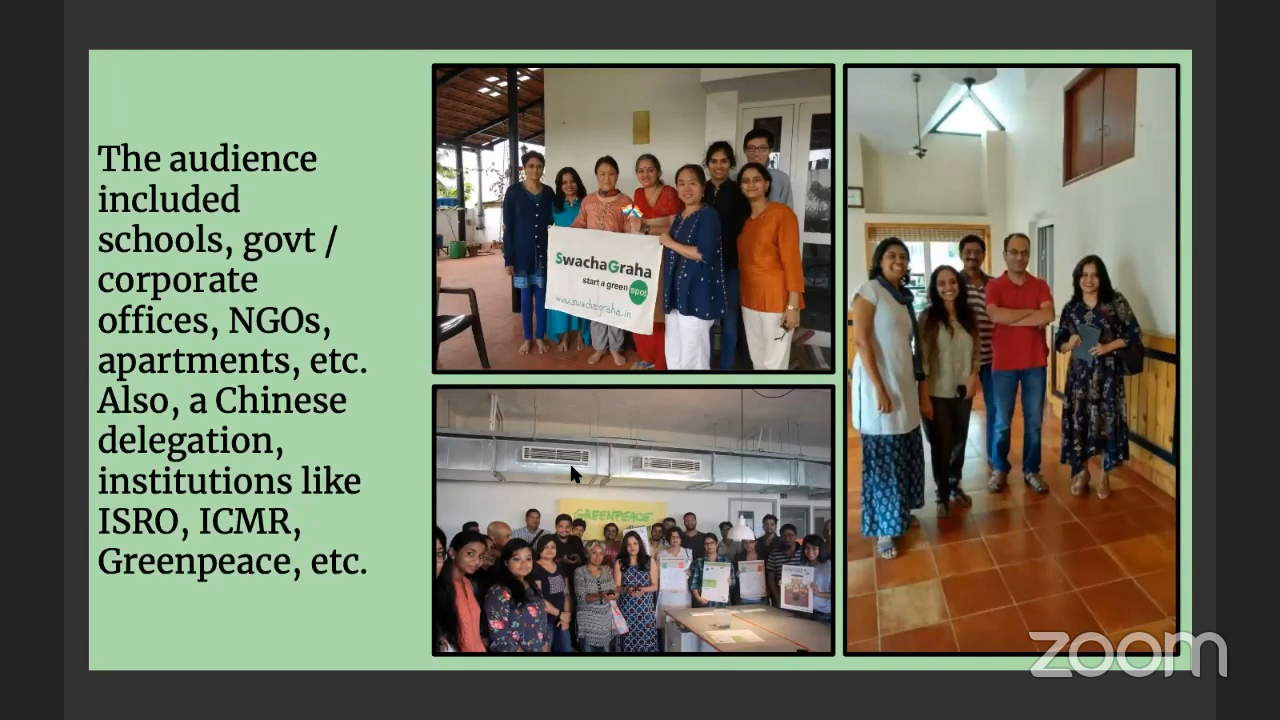 The audience
included
schools, govt /
corporate
offices, NGOs,
apartments, etc.
Also, a Chinese
delegation,
institutions like
ISRO, ICMR,
Greenpeace, etc.
SwachaGraha
start a green spot
www.swachagraha.in
GREENPEACE
zoom